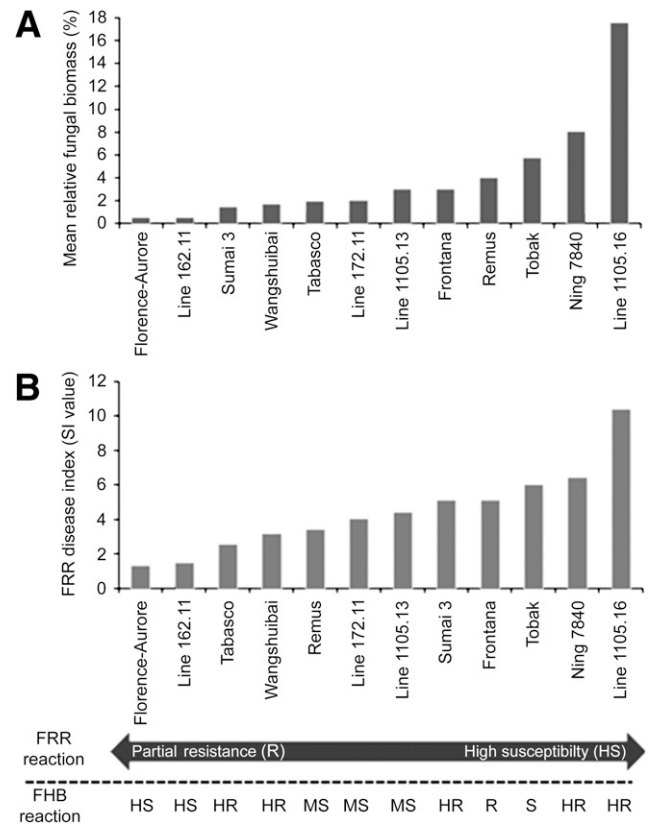 A
Mean relative fungal biomass (%)
18
16
14
12
10
8
6
4
2
0
Florence-Aurore
Line 162.11
Sumai 3
Wangshuibai
Tabasco
Line 172.11
Line 1105.13
Frontana
Remus
Tobak
Ning 7840
Line 1105.16
B
FRR disease index (SI value)
12
10
8
6
4
2
0
Florence-Aurore
Line 162.11
Tabasco
Wangshuibai
Remus
Line 172.11
Line 1105.13
Sumai 3
Frontana
Tobak
Ning 7840
Line 1105.16
FRR
reaction
Partial resistance (R) High susceptibilty (HS)
FHB
reaction
HS HS HR HR MS MS MS HR R S HR HR